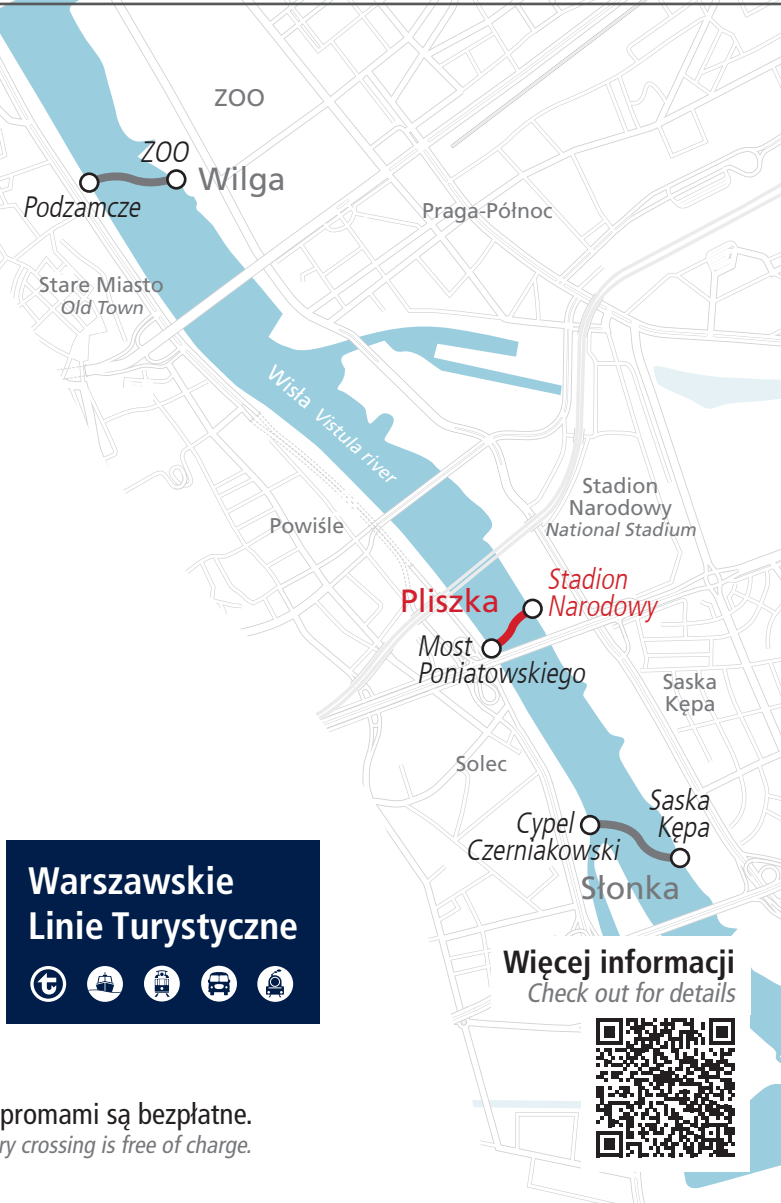 ZOO
ZOO
Wilga
Podzamcze
Praga-Północ
Stare Miasto
Old Town
Wisła Vistula river
Stadion
Narodowy
National Stadium
Powiśle
Pliszka
Stadion
Narodowy
Most
Poniatowskiego
Saska
Kępa
Solec
Saska
Kępa
Cypel
Czerniakowski
Słonka
Warszawskie
Linie Turystyczne
t
Więcej informacji
Check out for details
promami są bezpłatne.
ry crossing is free of charge.